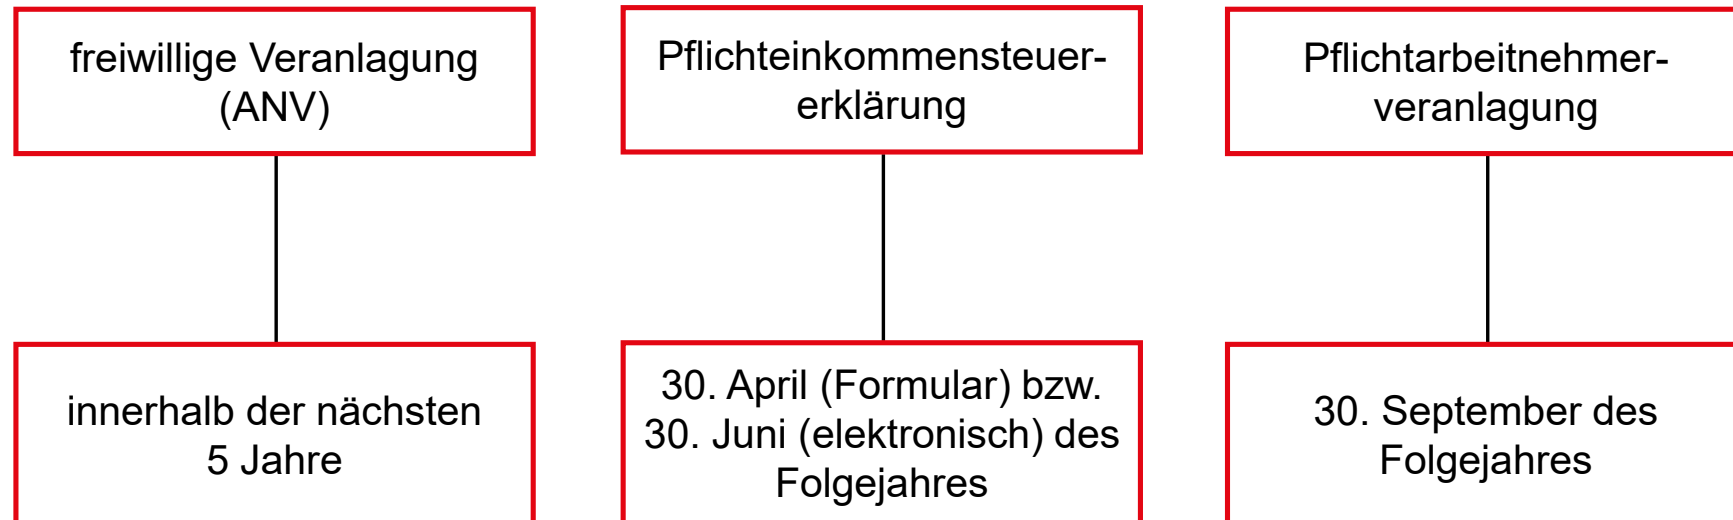 freiwillige Veranlagung
(ANV)
Pflichteinkommensteuer-
erklärung
Pflichtarbeitnehmer-
veranlagung
innerhalb der nächsten
5 Jahre
30. April (Formular) bzw.
30. Juni (elektronisch) des
Folgejahres
30. September des
Folgejahres